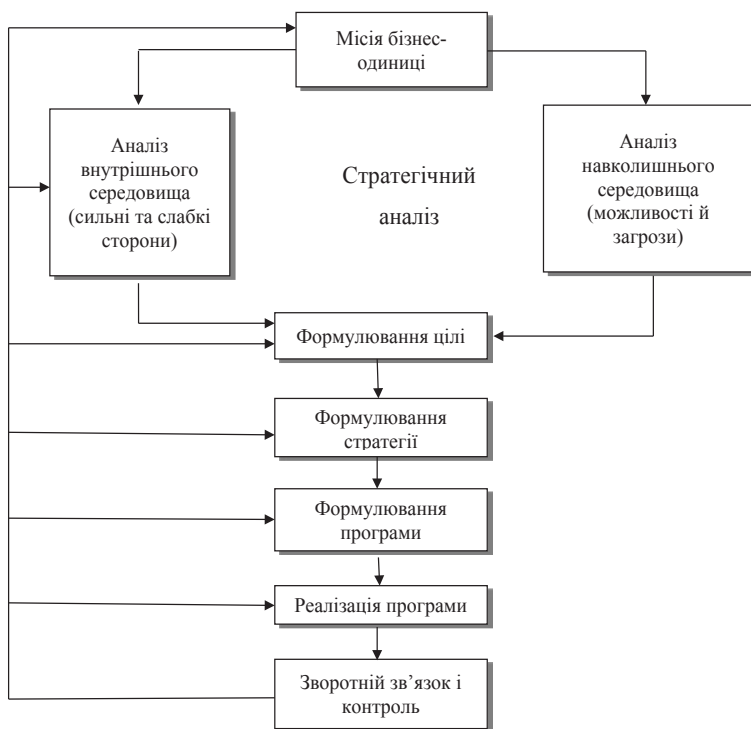 Місія бізнес-
одиниці
Аналіз
внутрішнього
середовища
(сильні та слабкі
сторони)
Стратегічний
аналіз
Аналіз
навколишнього
середовища
(можливості й
загрози)
Формулювання цілі
Формулювання
стратегії
Формулювання
програми
Реалізація програми
Зворотній зв’язок і
контроль